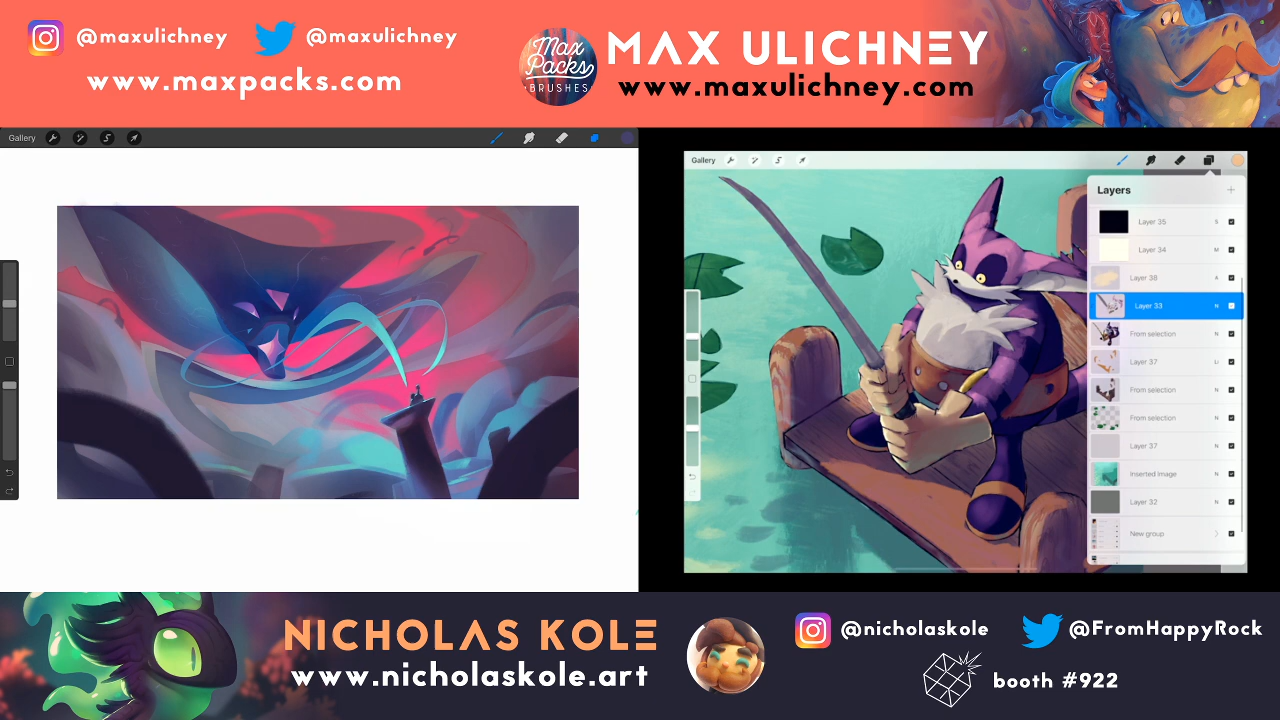 @maxulichney
@maxulichney
www.maxpacks.com
Max
Packs
BRUSHES
MAX ULICHNEY
www.maxulichney.com
Gallery
Gallery
Layers
Layer 35 S
Layer 34 M
Layer 38 A
Layer 33 N
From selection N
Layer 37 Li
From selection N
From selection N
Layer 37 N
Inserted Image N
Layer 32 N
New group
NICHOLAS KOLE
www.nicholaskole.art
@nicholaskole
@FromHappyRock
booth #922